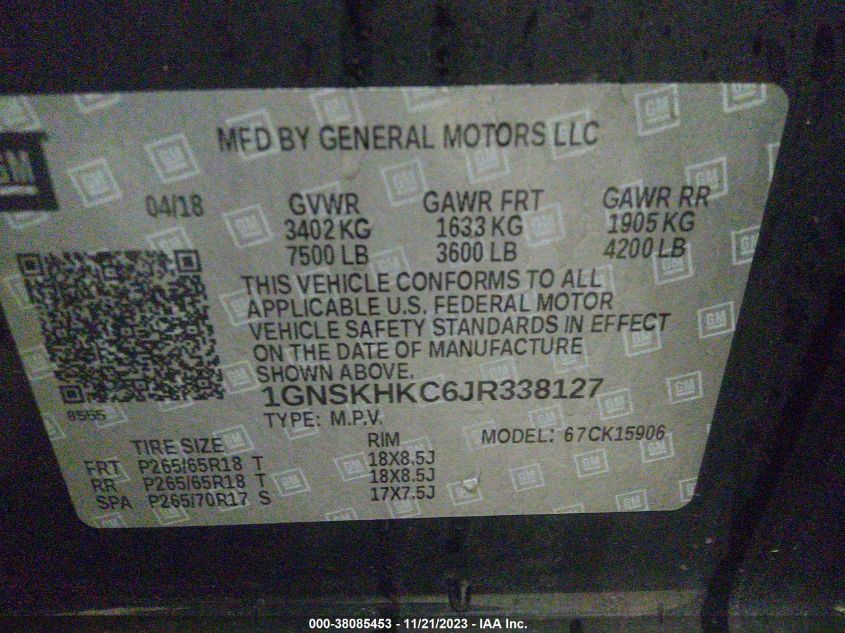 MFD BY GENERAL MOTORS LLC
GM
04/18 GVWR GAWR FRT GAWR RR
3402 KG 1633 KG 1905 KG
7500 LB 3600 LB 4200 LB
THIS VEHICLE CONFORMS TO ALL
APPLICABLE U.S. FEDERAL MOTOR
VEHICLE SAFETY STANDARDS IN EFFECT
ON THE DATE OF MANUFACTURE
SHOWN ABOVE.
1GNSKHKC6JR338127
8565
TYPE: M.P.V.
MODEL: 67CK15906
TIRE SIZE RIM
FRT P265/65R18 T 18X8.5J
RR P265/65R18 T 18X8.5J
SPA P265/70R17 S 17X7.5J
000-38085453 - 11/21/2023 - IAA Inc.